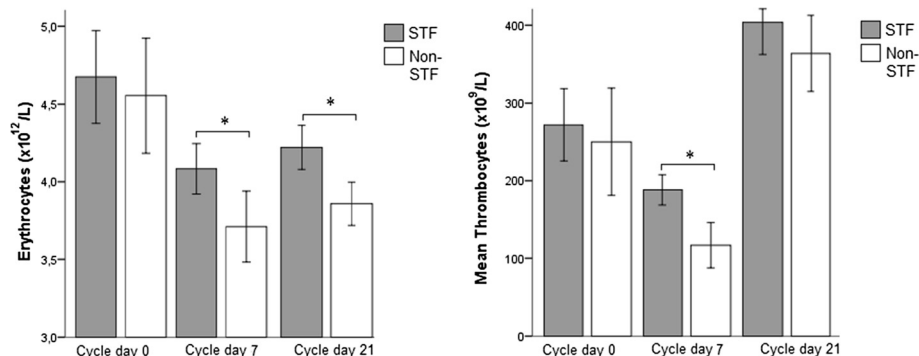 Erythrocytes (x10¹²/L)
5,0
4,5
4,0
3,5
3,0
*
*
Cycle day 0 Cycle day 7 Cycle day 21
STF
Non-
STF
Mean Thrombocytes (x10⁹/L)
400
300
200
100
0
*
Cycle day 0 Cycle day 7 Cycle day 21
STF
Non-
STF